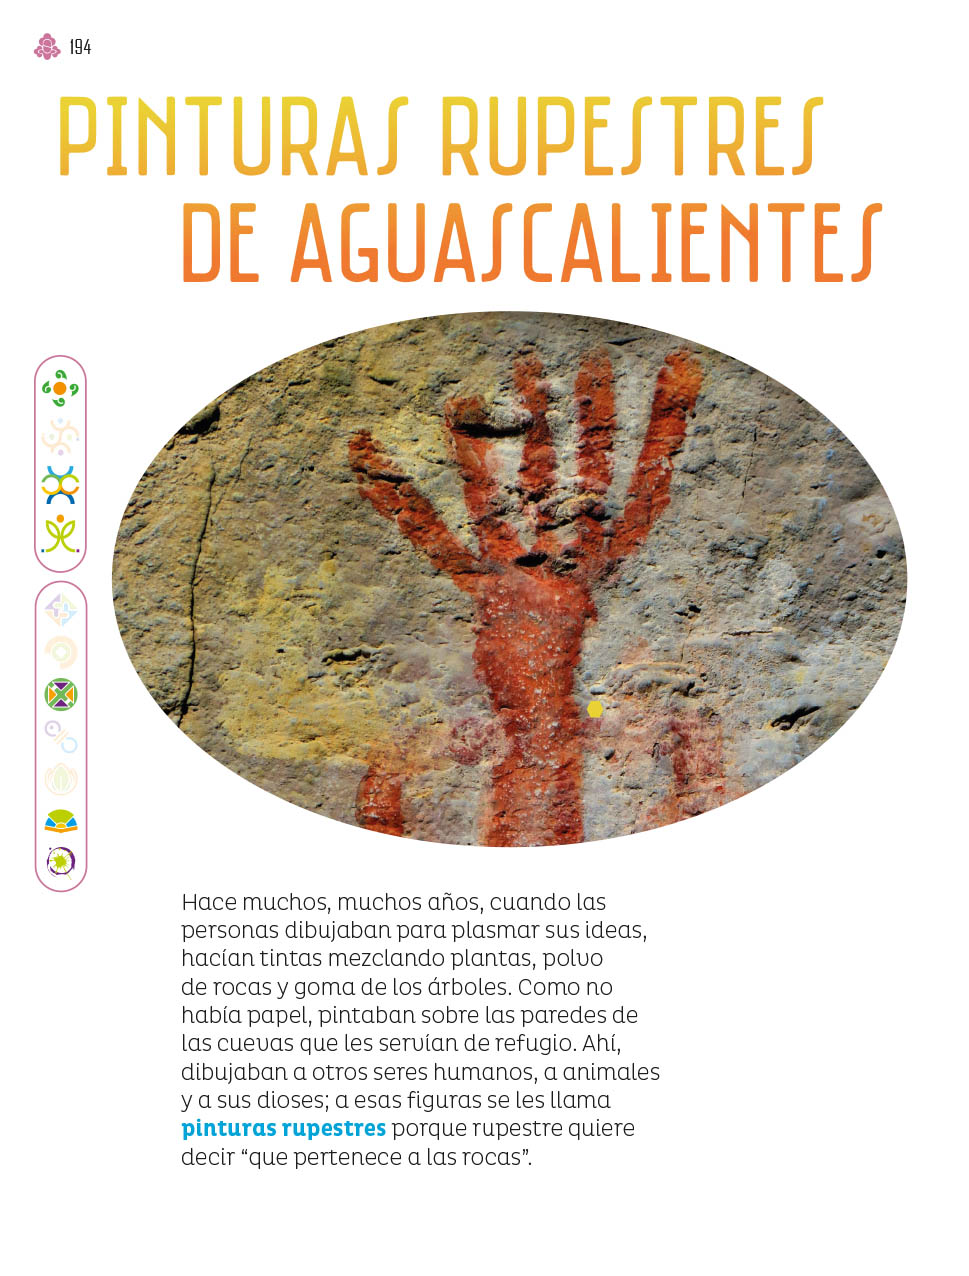 194
PINTURAS RUPESTRES
DE AGUASCALIENTES
Hace muchos, muchos años, cuando las
personas dibujaban para plasmar sus ideas,
hacían tintas mezclando plantas, polvo
de rocas y goma de los árboles. Como no
había papel, pintaban sobre las paredes de
las cuevas que les servían de refugio. Ahí,
dibujaban a otros seres humanos, a animales
y a sus dioses; a esas figuras se les llama
pinturas rupestres porque rupestre quiere
decir “que pertenece a las rocas”.